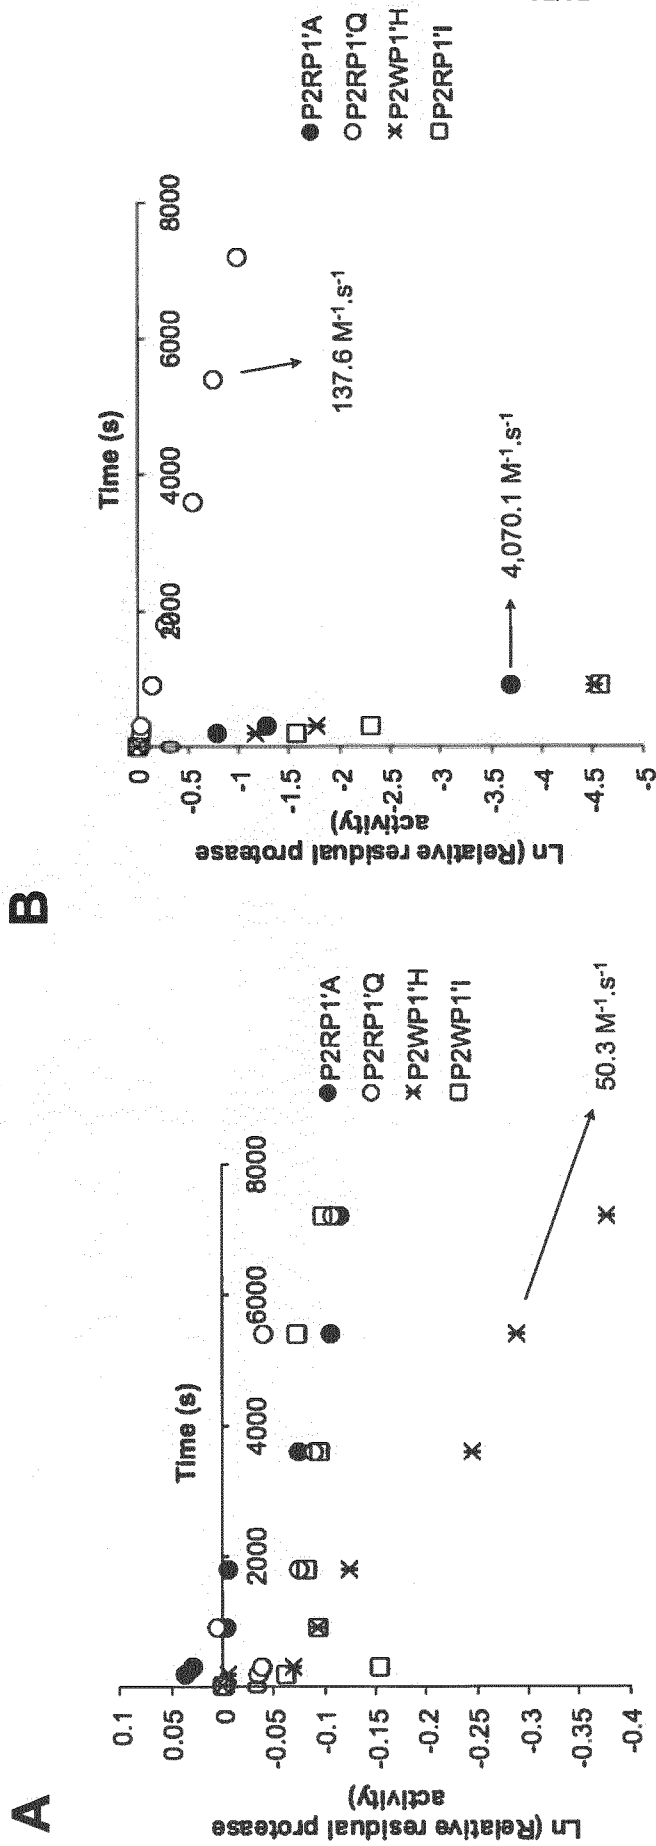 A
Ln (Relative residual protease
activity)
0.1
0.05
0
-0.05
-0.1
-0.15
-0.2
-0.25
-0.3
-0.35
-0.4
0
2000
4000
6000
8000
Time (s)
50.3 M-1.s-1
P2RP1'A
P2RP1'Q
P2WP1'H
P2WP1'I
B
Ln (Relative residual protease
activity)
0
-0.5
-1
-1.5
-2
-2.5
-3
-3.5
-4
-4.5
-5
0
2000
4000
6000
8000
Time (s)
137.6 M-1.s-1
4,070.1 M-1.s-1
P2RP1'A
P2RP1'Q
P2WP1'H
P2RP1'I